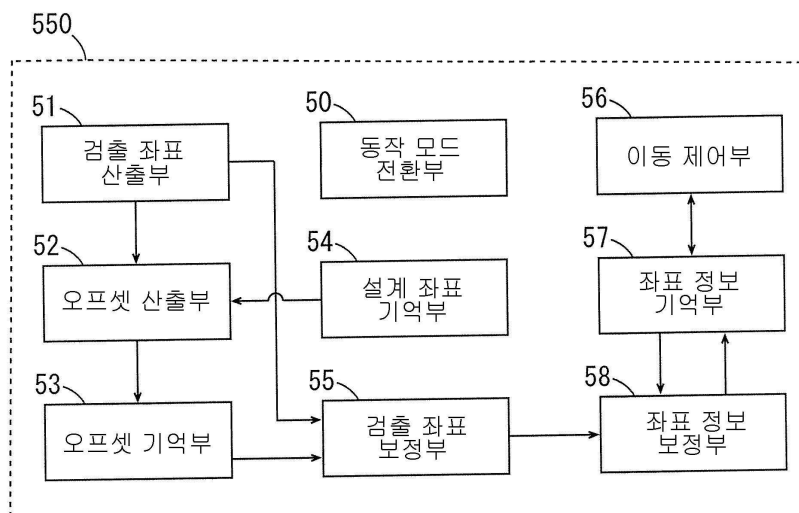 550
51
검출 좌표
산출부
50
동작 모드
전환부
56
이동 제어부
52
오프셋 산출부
54
설계 좌표
기억부
57
좌표 정보
기억부
53
오프셋 기억부
55
검출 좌표
보정부
58
좌표 정보
보정부